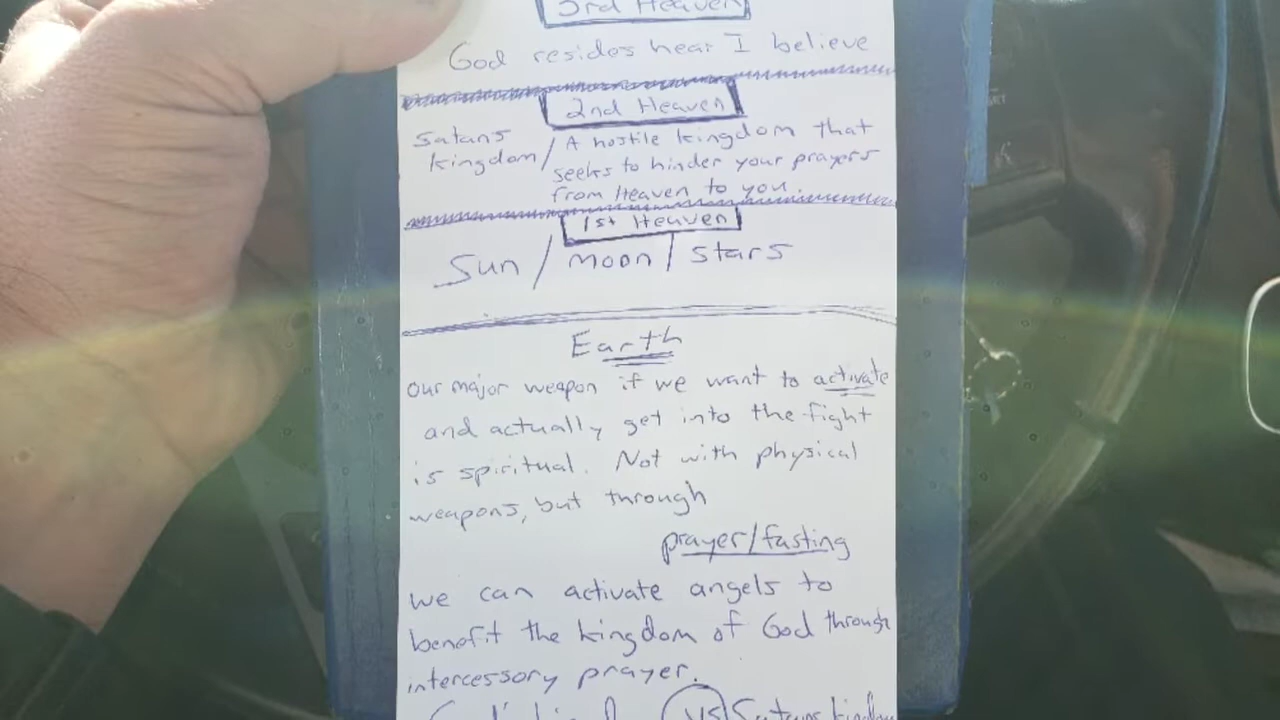 3rd Heaven
God resides hear I believe
2nd Heaven
Satans kingdom / A hostile kingdom that
seeks to hinder your prayers
from Heaven to you.
1st Heaven
Sun / moon / stars
Earth
our major weapon if we want to activate
and actually get into the fight
is spiritual. Not with physical
weapons, but through
prayer/fasting
we can activate angels to
benefit the kingdom of God through
intercessory prayer.
VS Satans kingdom